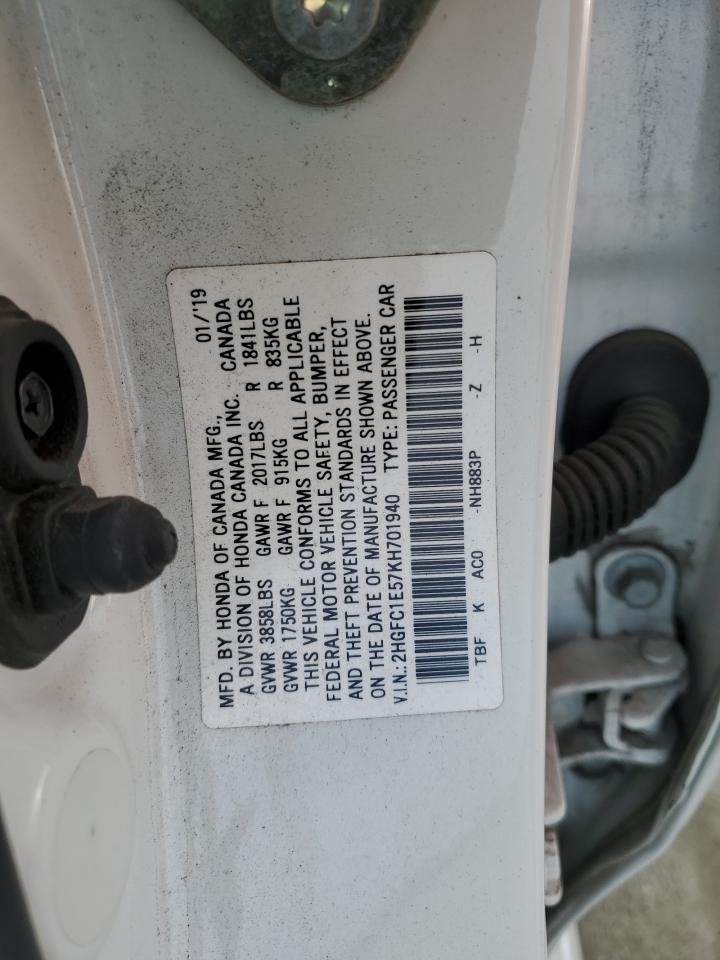 MFD. BY HONDA OF CANADA MFG., 01/'19
A DIVISION OF HONDA CANADA INC. CANADA
GVWR 3858LBS GAWR F 2017LBS R 1841LBS
GVWR 1750KG GAWR F 915KG R 835KG
THIS VEHICLE CONFORMS TO ALL APPLICABLE
FEDERAL MOTOR VEHICLE SAFETY, BUMPER,
AND THEFT PREVENTION STANDARDS IN EFFECT
ON THE DATE OF MANUFACTURE SHOWN ABOVE.
V.I.N.: 2HGFC1E57KH701940 TYPE: PASSENGER CAR
TBF K AC0 -NH883P -Z -H